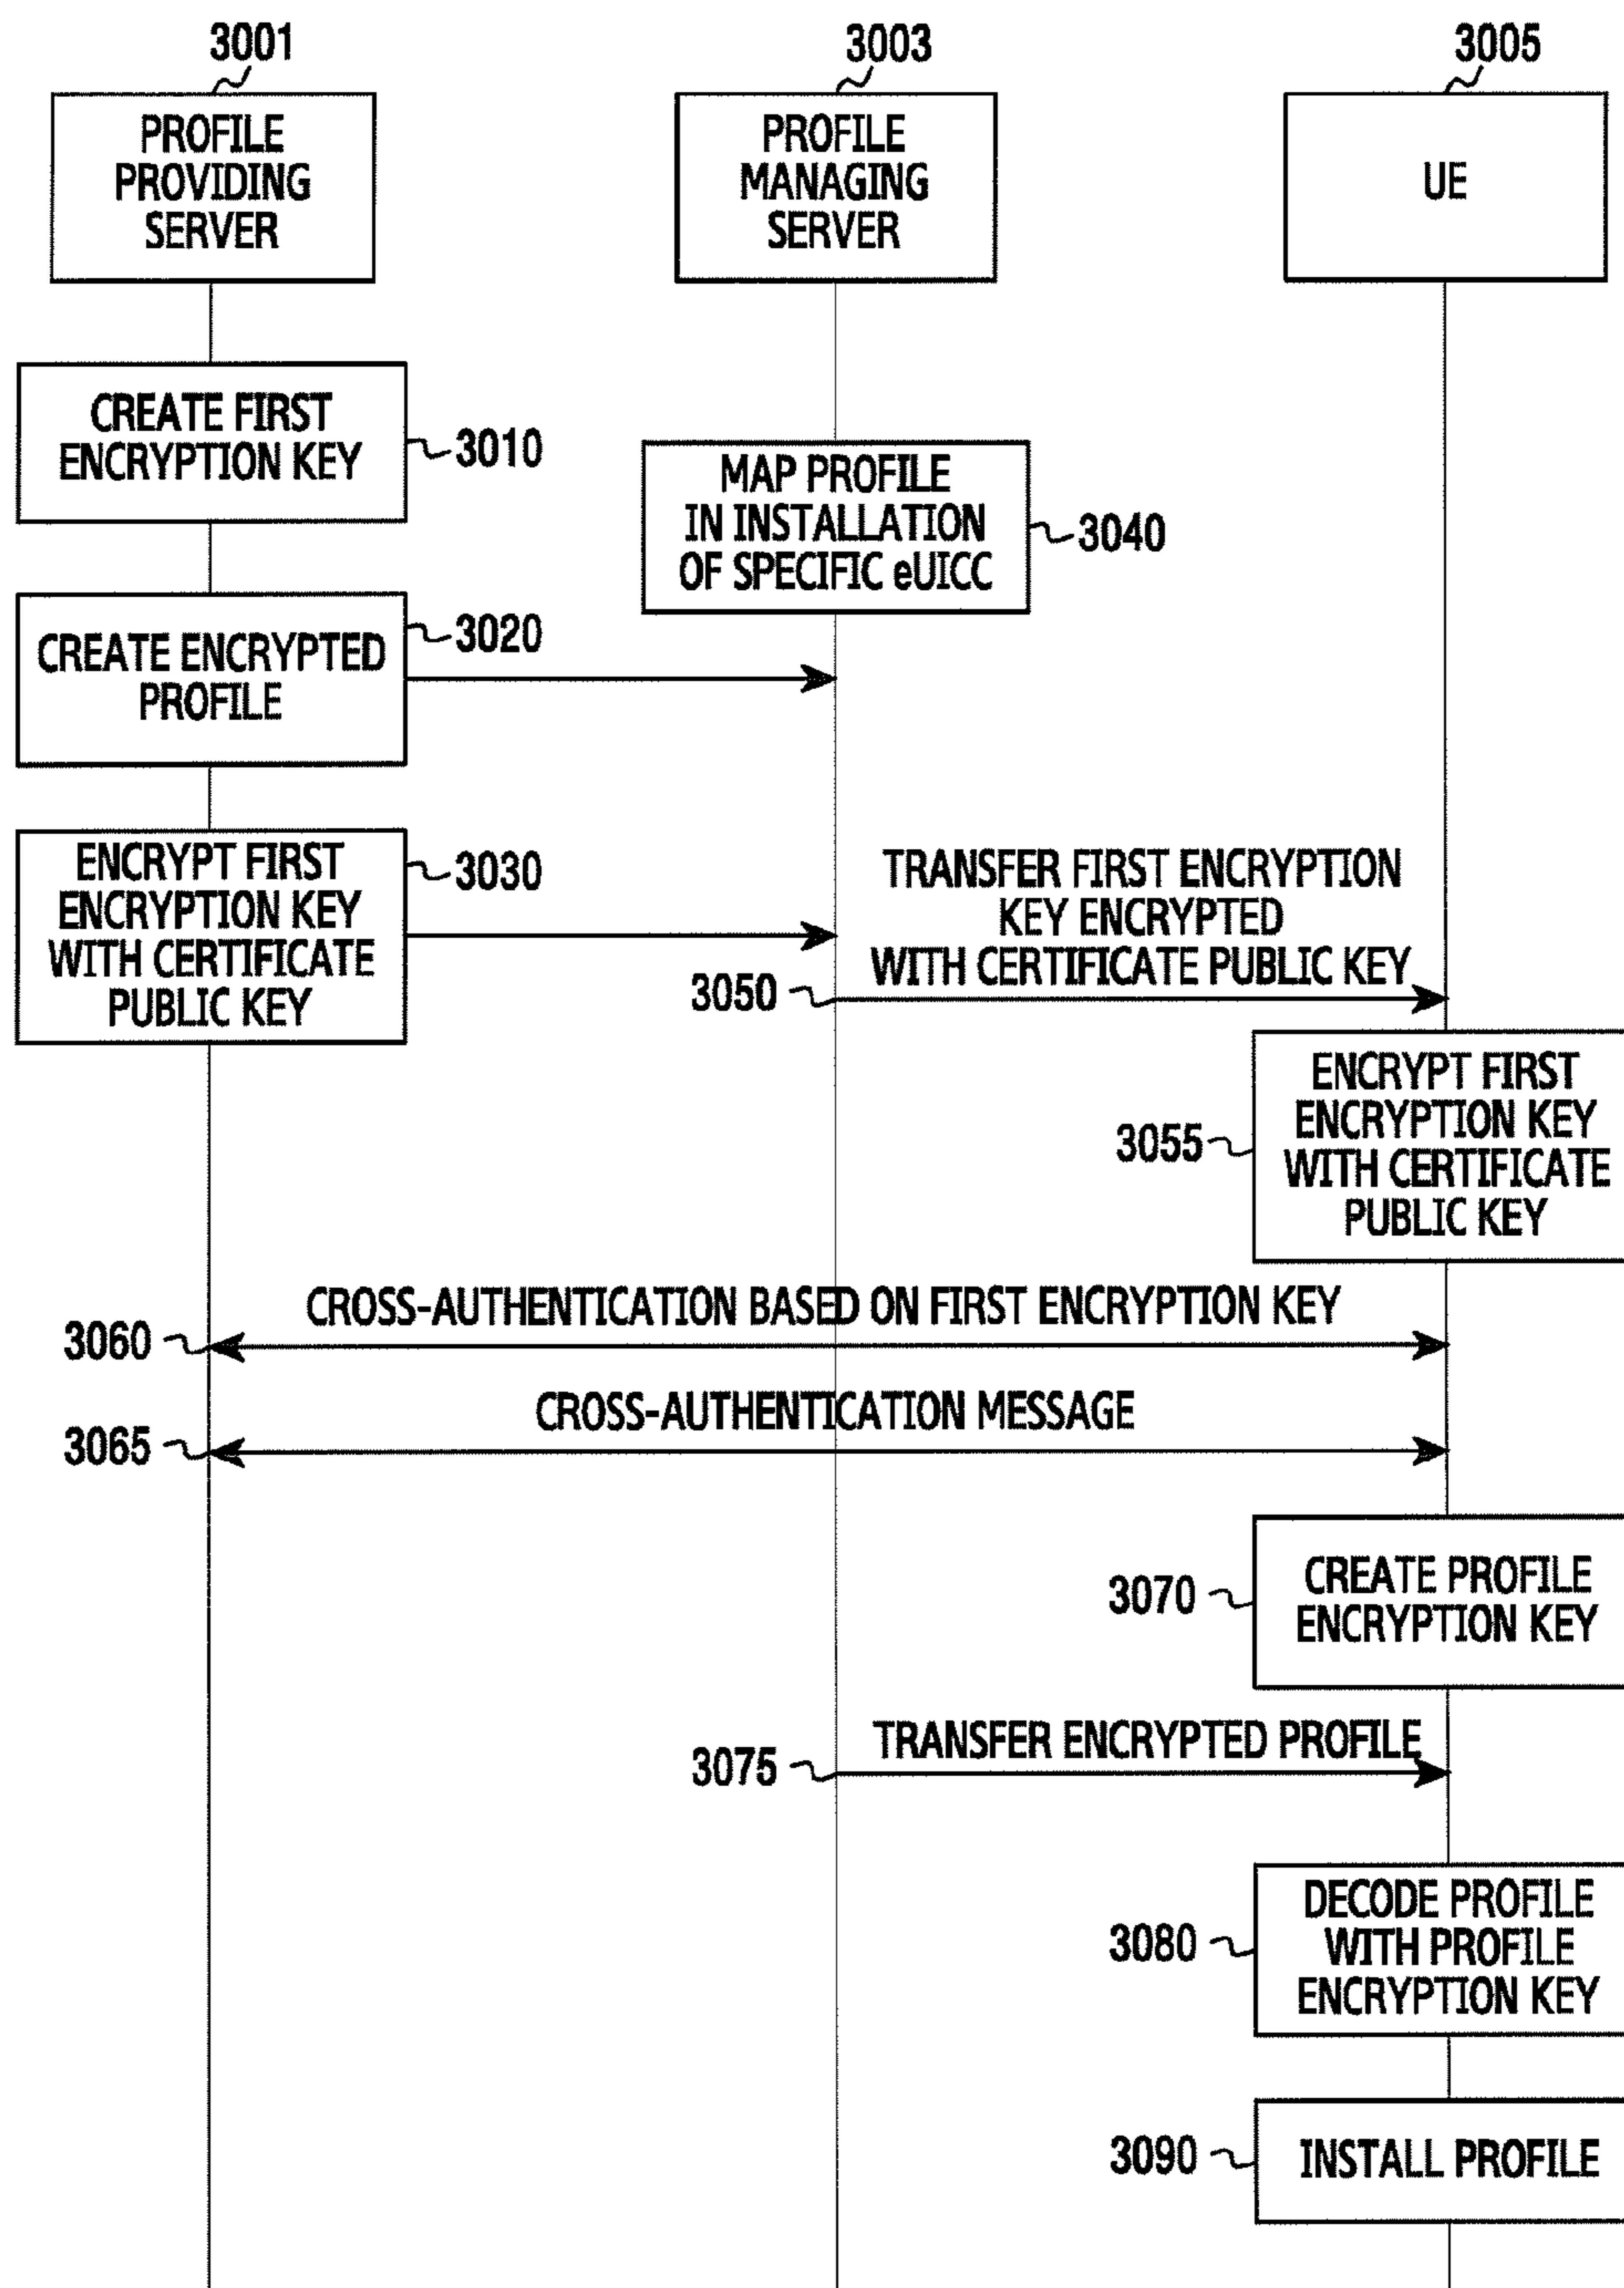 3001
3003
3005
PROFILE
PROVIDING
SERVER
PROFILE
MANAGING
SERVER
UE
CREATE FIRST
ENCRYPTION KEY
3010
MAP PROFILE
IN INSTALLATION
OF SPECIFIC eUICC
3040
CREATE ENCRYPTED
PROFILE
3020
ENCRYPT FIRST
ENCRYPTION KEY
WITH CERTIFICATE
PUBLIC KEY
3030
TRANSFER FIRST ENCRYPTION
KEY ENCRYPTED
WITH CERTIFICATE PUBLIC KEY
3050
ENCRYPT FIRST
ENCRYPTION KEY
WITH CERTIFICATE
PUBLIC KEY
3055
CROSS-AUTHENTICATION BASED ON FIRST ENCRYPTION KEY
3060
CROSS-AUTHENTICATION MESSAGE
3065
CREATE PROFILE
ENCRYPTION KEY
3070
TRANSFER ENCRYPTED PROFILE
3075
DECODE PROFILE
WITH PROFILE
ENCRYPTION KEY
3080
INSTALL PROFILE
3090